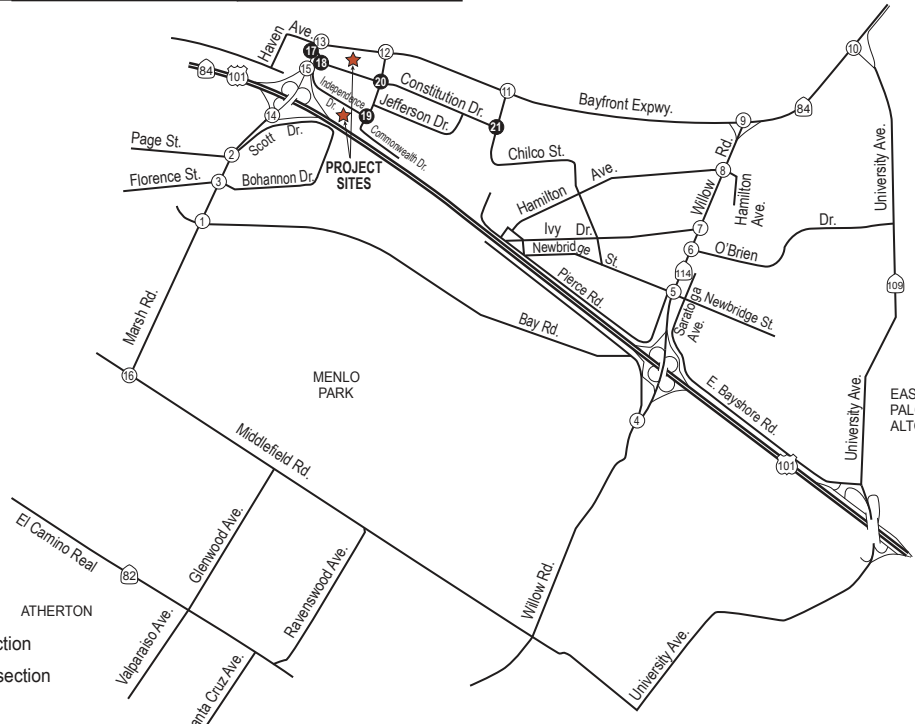 Haven
Ave.
17
13
18
12
15
20
84
101
Independence
Dr.
Constitution Dr.
11
10
Jefferson Dr.
19
21
Bayfront Expwy.
84
9
14
Scott Dr.
Commonwealth Dr.
PROJECT
SITES
Page St.
2
Florence St.
3
Bohannon Dr.
Chilco St.
8
Willow
Rd.
University Ave.
Hamilton
Ave.
Hamilton
Ave.
1
Ivy Dr.
7
Dr.
Newbridge
St.
6
O'Brien
114
Pierce Rd.
5
Newbridge St.
109
Saratoga
Ave.
Marsh Rd.
Bay Rd.
16
MENLO
PARK
E. Bayshore Rd.
University Ave.
4
Middlefield Rd.
101
El Camino Real
82
Glenwood Ave.
Ravenswood Ave.
Willow Rd.
ATHERTON
Valparaiso Ave.
University Ave.